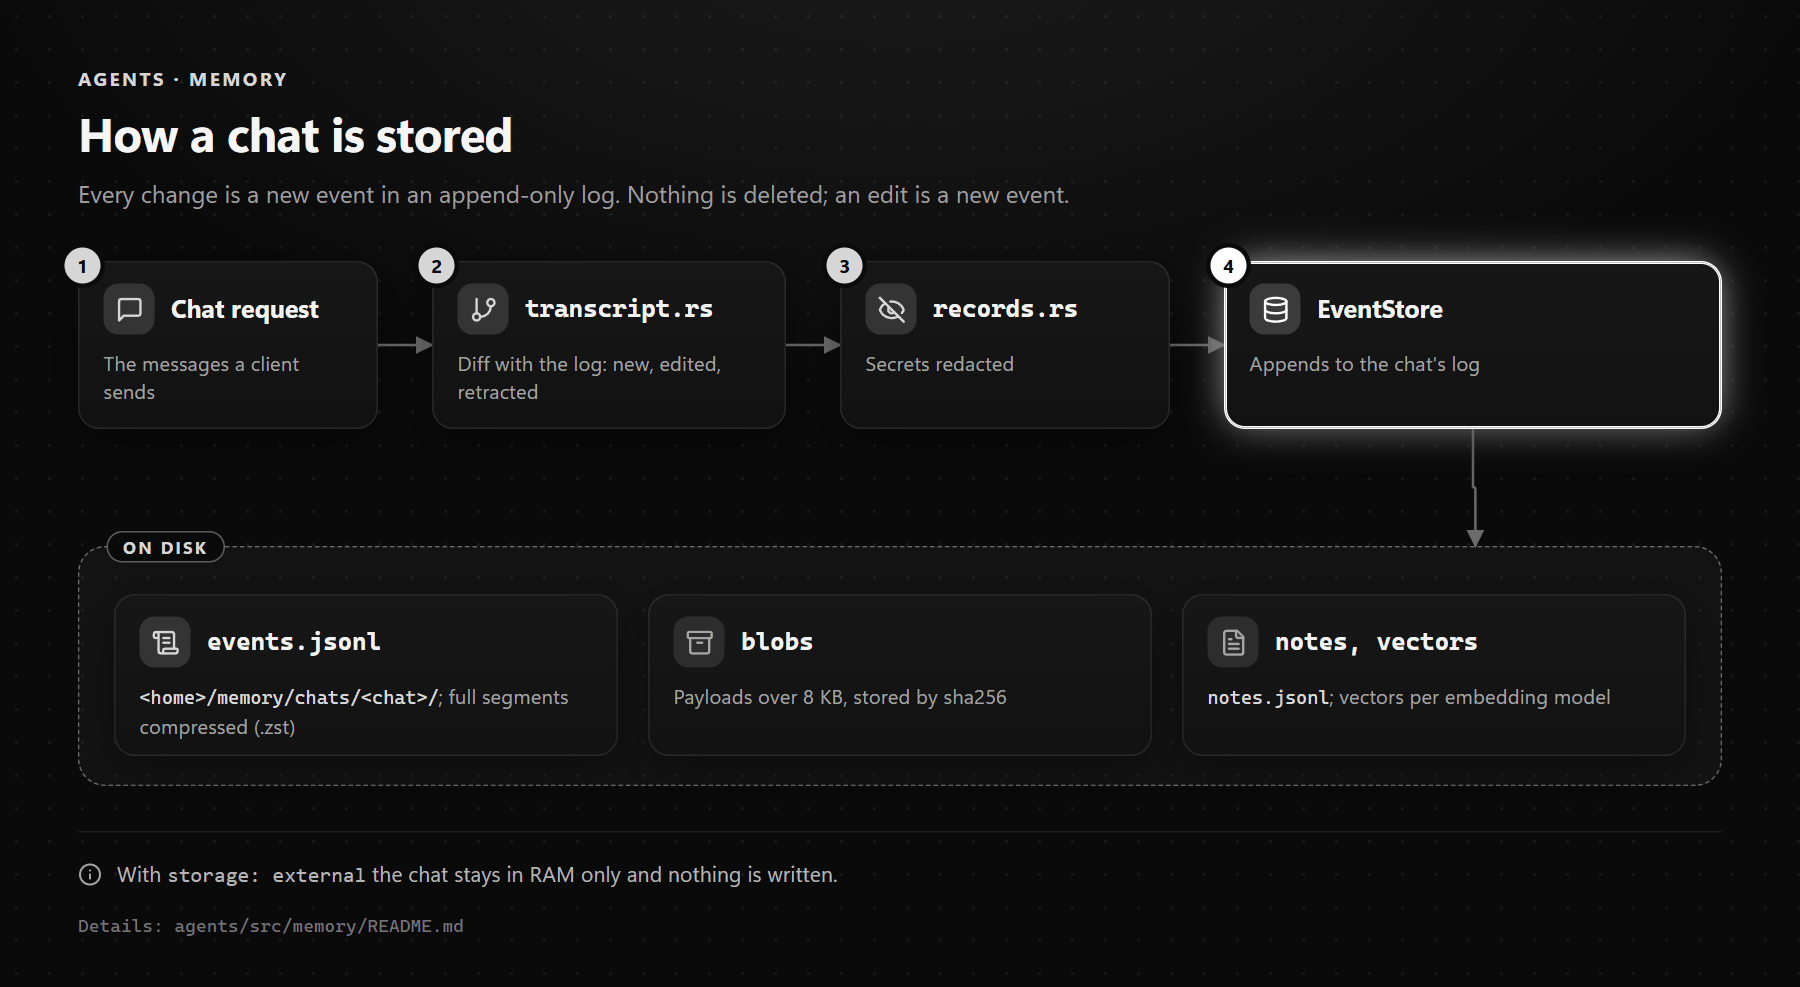 AGENTS · MEMORY
How a chat is stored
Every change is a new event in an append-only log. Nothing is deleted; an edit is a new event.
1
Chat request
The messages a client
sends
2
transcript.rs
Diff with the log: new, edited,
retracted
3
records.rs
Secrets redacted
4
EventStore
Appends to the chat's log
ON DISK
events.jsonl
<home>/memory/chats/<chat>/; full segments
compressed (.zst)
blobs
Payloads over 8 KB, stored by sha256
notes, vectors
notes.jsonl; vectors per embedding model
With storage: external the chat stays in RAM only and nothing is written.
Details: agents/src/memory/README.md